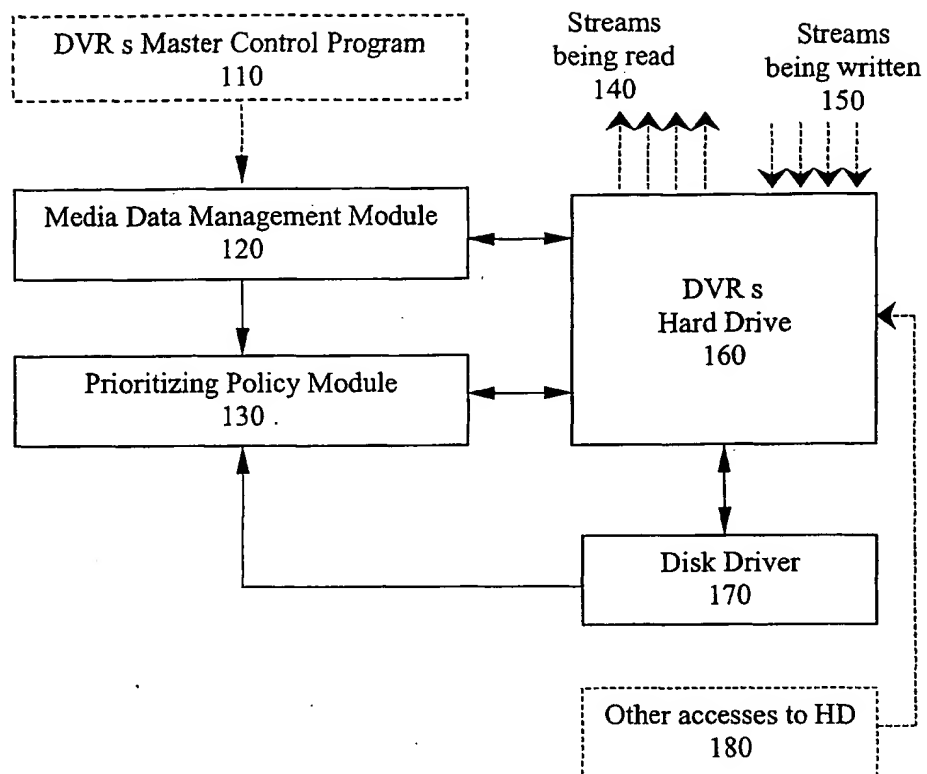 DVR s Master Control Program
110
Streams
being read
140
Streams
being written
150
Media Data Management Module
120
DVR s
Hard Drive
160
Prioritizing Policy Module
130
Disk Driver
170
Other accesses to HD
180